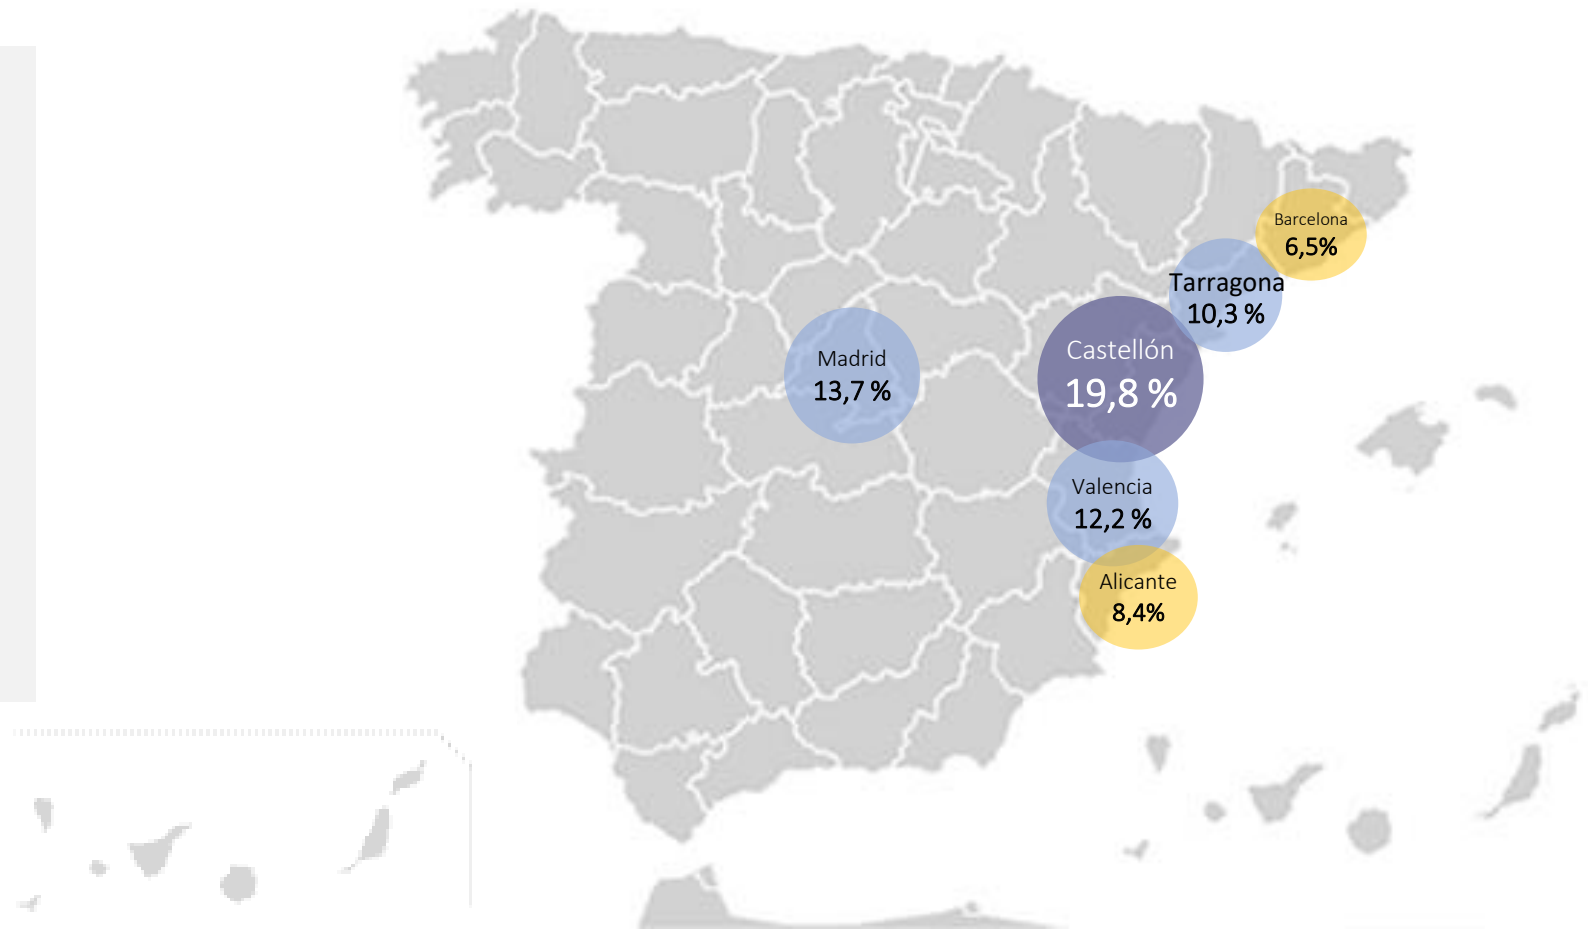 Barcelona
6,5%
Tarragona
10,3 %
Castellón
19,8 %
Madrid
13,7 %
Valencia
12,2 %
Alicante
8,4%